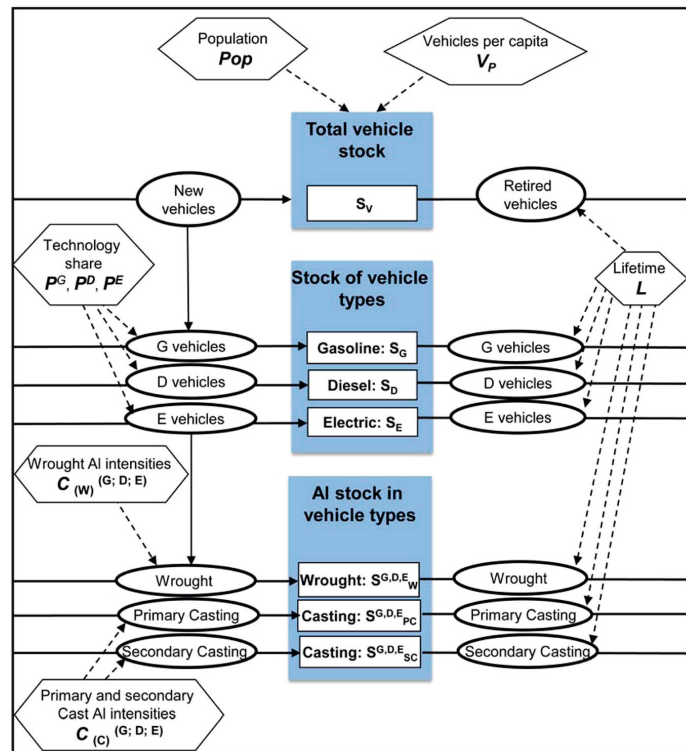 Population
Pop
Vehicles per capita
V_P
Total vehicle
stock
New
vehicles
S_V
Retired
vehicles
Technology
share
P^G, P^D, P^E
Stock of vehicle
types
Lifetime
L
G vehicles
Gasoline: S_G
G vehicles
D vehicles
Diesel: S_D
D vehicles
E vehicles
Electric: S_E
E vehicles
Wrought Al intensities
C_(W)^(G; D; E)
Al stock in
vehicle types
Wrought
Wrought: S^G,D,E_W
Wrought
Primary Casting
Casting: S^G,D,E_PC
Primary Casting
Secondary Casting
Casting: S^G,D,E_SC
Secondary Casting
Primary and secondary
Cast Al intensities
C_(C)^(G; D; E)